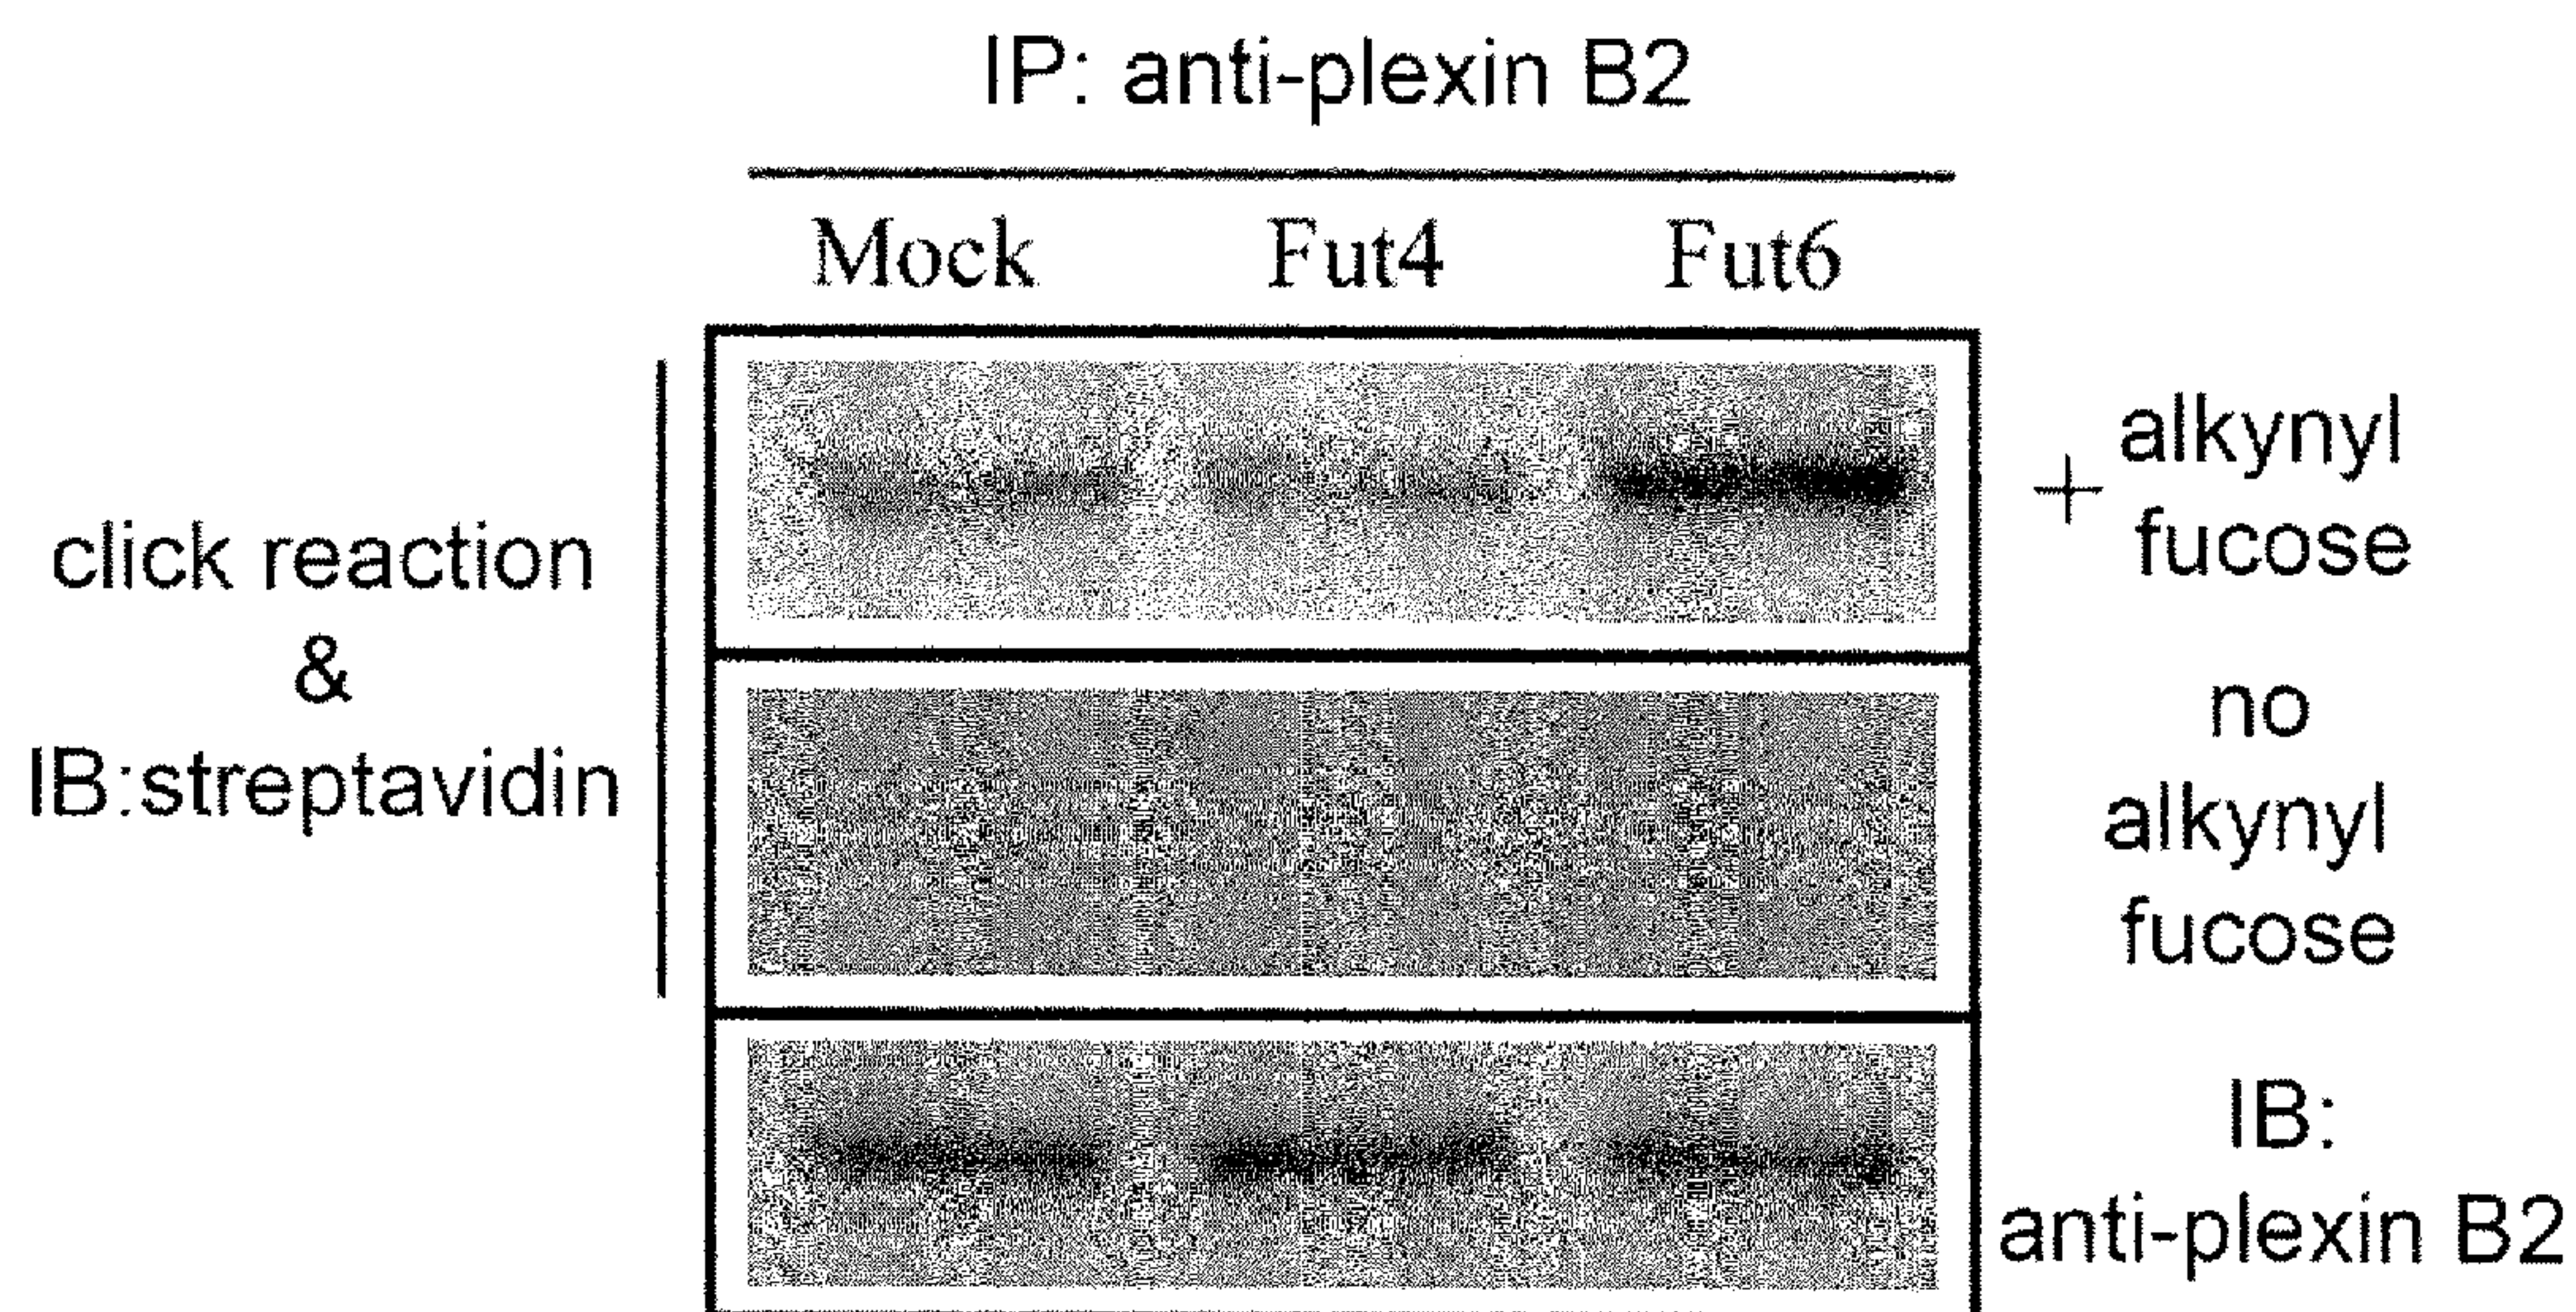 IP: anti-plexin B2
Mock Fut4 Fut6
click reaction
&
IB:streptavidin
+ alkynyl
fucose
no
alkynyl
fucose
IB:
anti-plexin B2